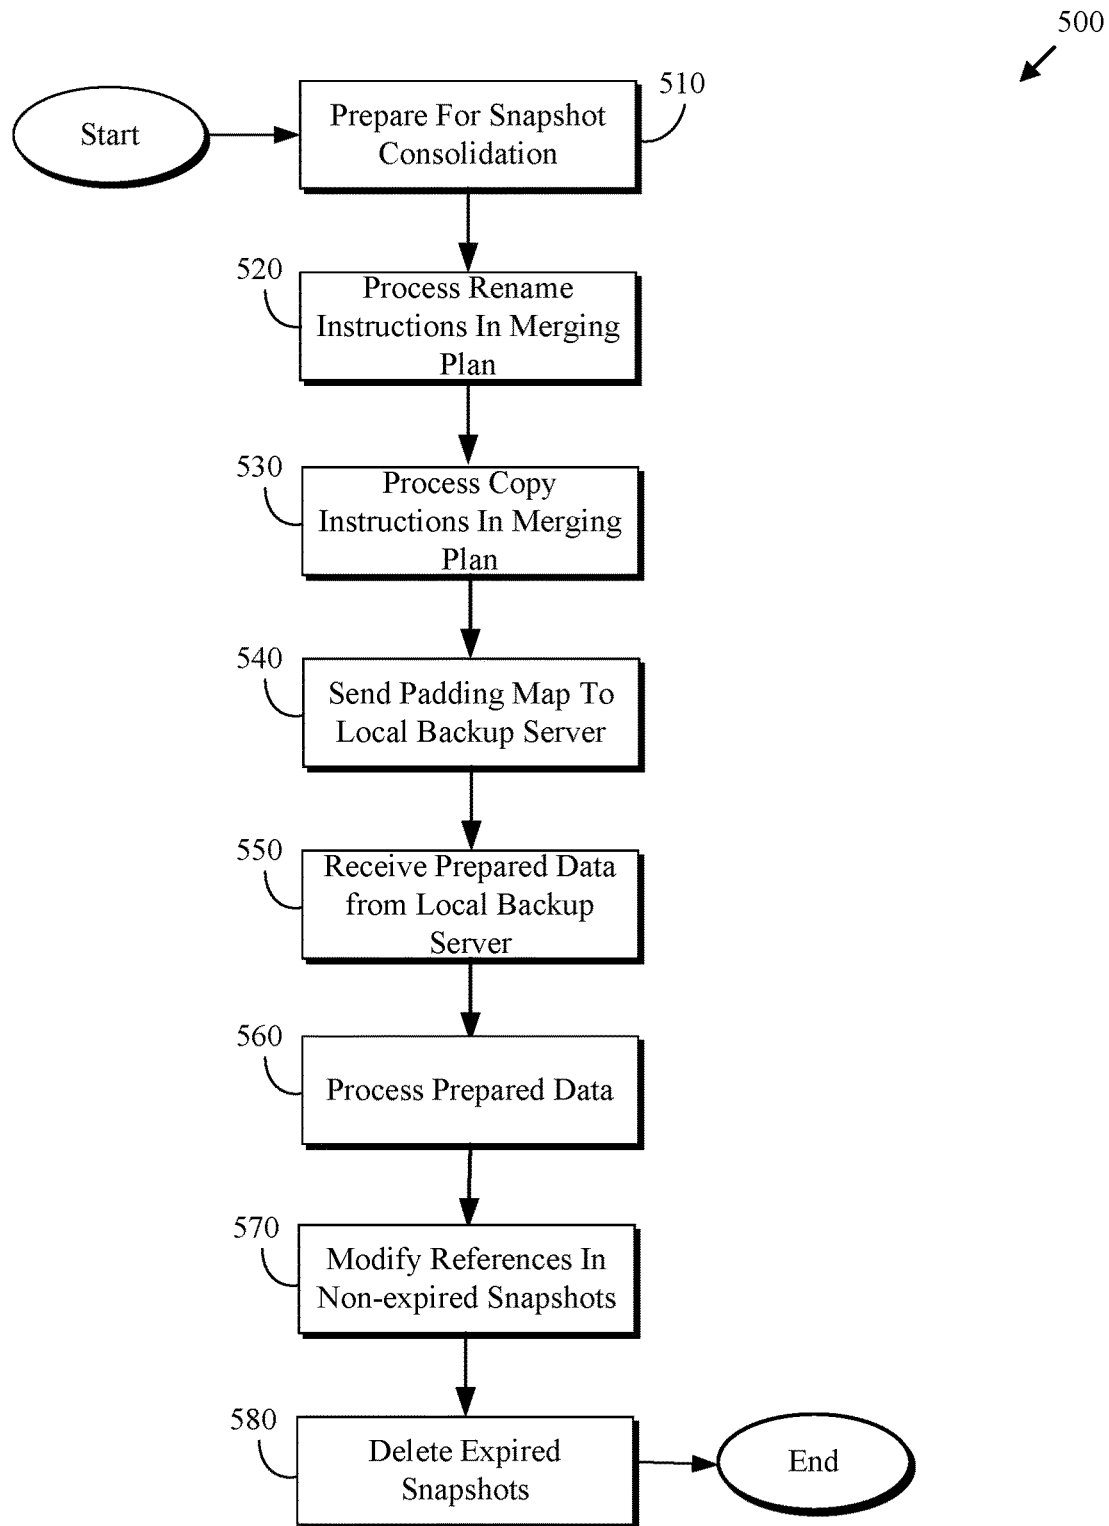 500
Start
Prepare For Snapshot
Consolidation
510
520
Process Rename
Instructions In Merging
Plan
530
Process Copy
Instructions In Merging
Plan
540
Send Padding Map To
Local Backup Server
550
Receive Prepared Data
from Local Backup
Server
560
Process Prepared Data
570
Modify References In
Non-expired Snapshots
580
Delete Expired
Snapshots
End